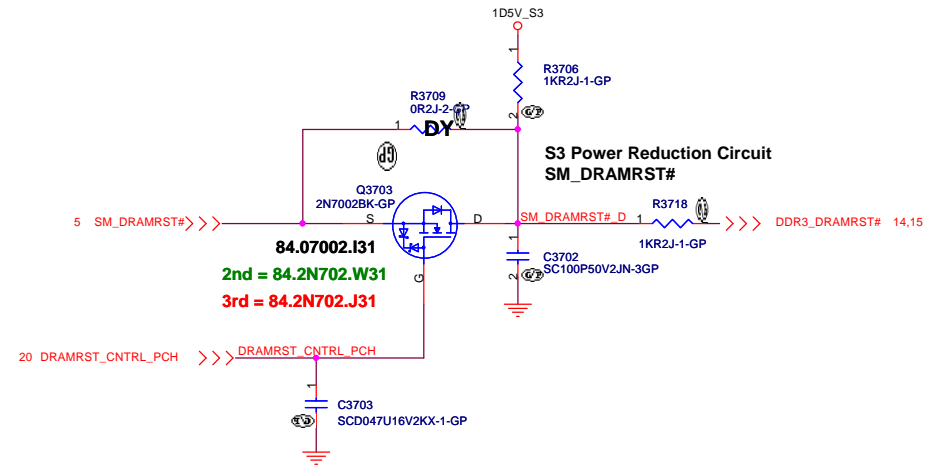 1D5V_S3
1
R3706
1KR2J-1-GP
2
R3709
0R2J-2-GP
1
DY
S3 Power Reduction Circuit
SM_DRAMRST#
GP
Q3703
2N7002BK-GP
R3718
5 SM_DRAMRST#
S
D
SM_DRAMRST#_D
1
DDR3_DRAMRST# 14,15
1KR2J-1-GP
84.07002.I31
1
C3702
SC100P50V2JN-3GP
2
2nd = 84.2N702.W31
G
3rd = 84.2N702.J31
20 DRAMRST_CNTRL_PCH
DRAMRST_CNTRL_PCH
1
C3703
SCD047U16V2KX-1-GP